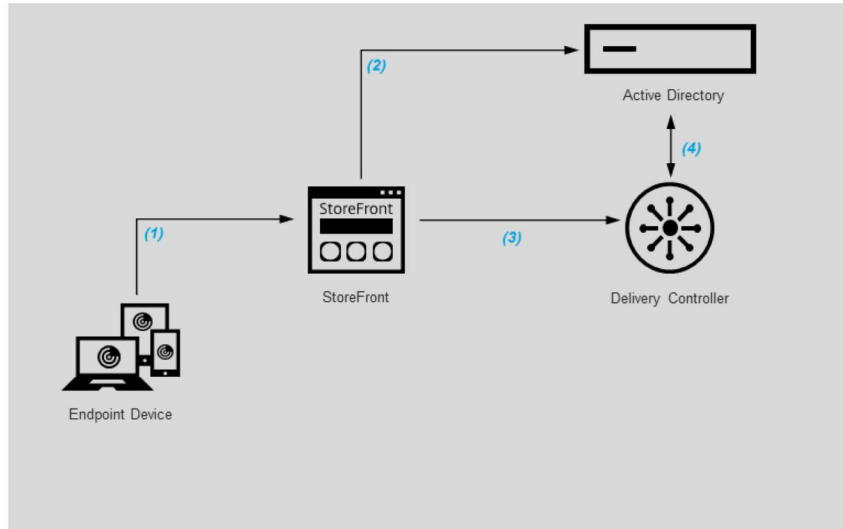 (2)
Active Directory
(4)
StoreFront
(1)
(3)
StoreFront
Delivery Controller
Endpoint Device